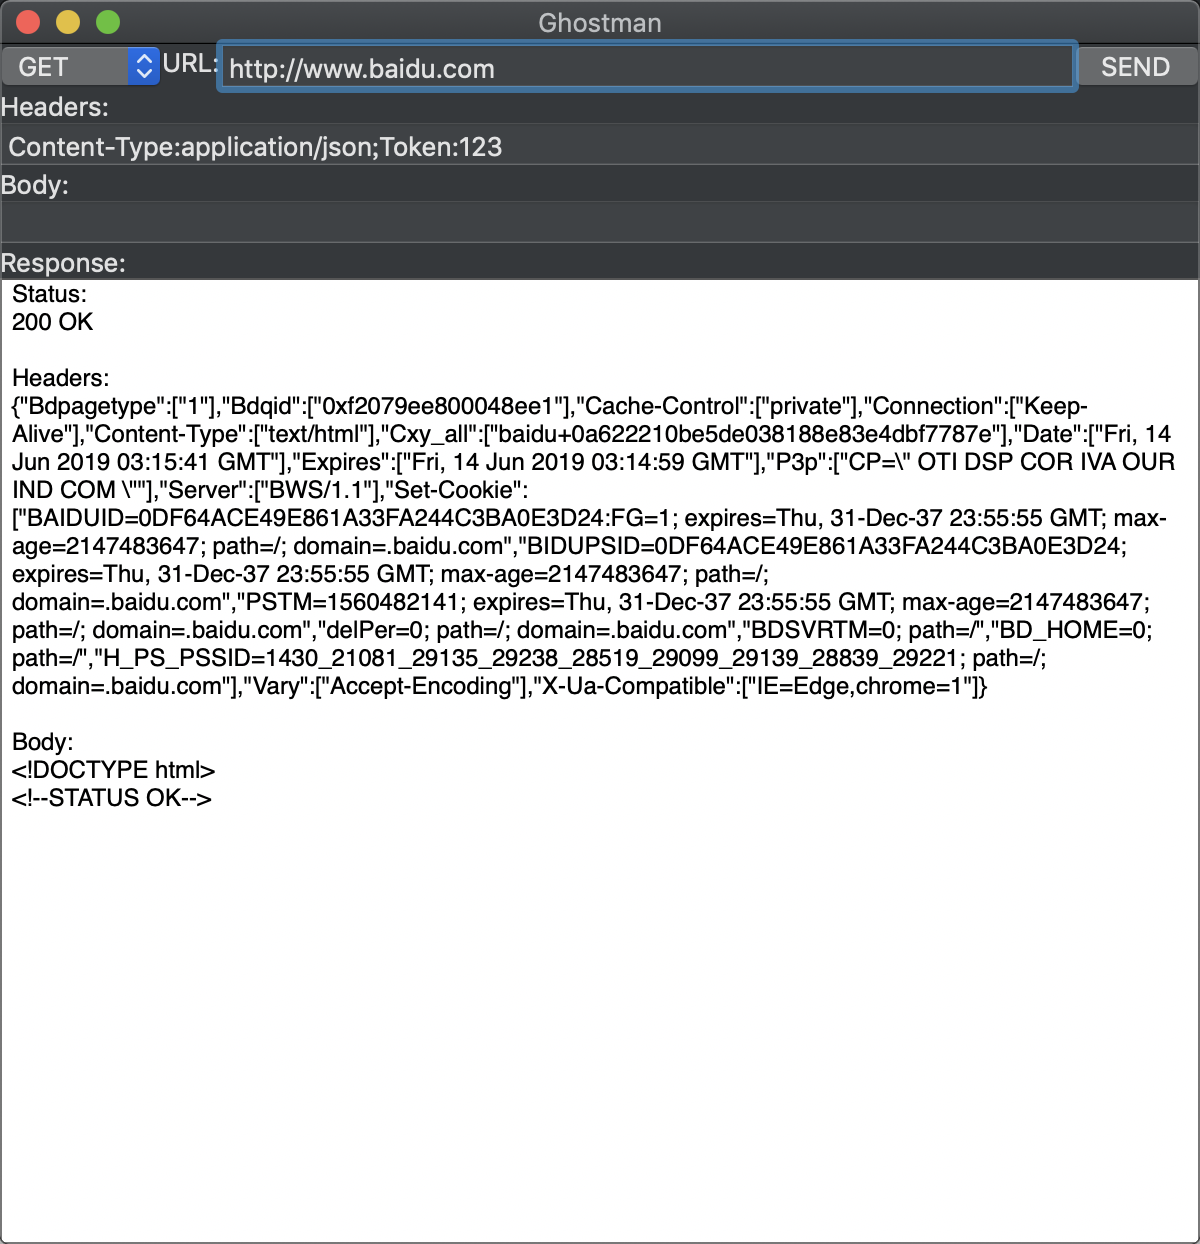 Ghostman
GET URL: http://www.baidu.com SEND
Headers:
Content-Type:application/json;Token:123
Body:
Response:
Status:
200 OK
Headers:
{"Bdpagetype":["1"],"Bdqid":["0xf2079ee800048ee1"],"Cache-Control":["private"],"Connection":["Keep-
Alive"],"Content-Type":["text/html"],"Cxy_all":["baidu+0a622210be5de038188e83e4dbf7787e"],"Date":["Fri, 14
Jun 2019 03:15:41 GMT"],"Expires":["Fri, 14 Jun 2019 03:14:59 GMT"],"P3p":["CP=\" OTI DSP COR IVA OUR
IND COM \""],"Server":["BWS/1.1"],"Set-Cookie":
["BAIDUID=0DF64ACE49E861A33FA244C3BA0E3D24:FG=1; expires=Thu, 31-Dec-37 23:55:55 GMT; max-
age=2147483647; path=/; domain=.baidu.com","BIDUPSID=0DF64ACE49E861A33FA244C3BA0E3D24;
expires=Thu, 31-Dec-37 23:55:55 GMT; max-age=2147483647; path=/;
domain=.baidu.com","PSTM=1560482141; expires=Thu, 31-Dec-37 23:55:55 GMT; max-age=2147483647;
path=/; domain=.baidu.com","delPer=0; path=/; domain=.baidu.com","BDSVRTM=0; path=/","BD_HOME=0;
path=/","H_PS_PSSID=1430_21081_29135_29238_28519_29099_29139_28839_29221; path=/;
domain=.baidu.com"],"Vary":["Accept-Encoding"],"X-Ua-Compatible":["IE=Edge,chrome=1"]}
Body:
<!DOCTYPE html>
<!--STATUS OK-->